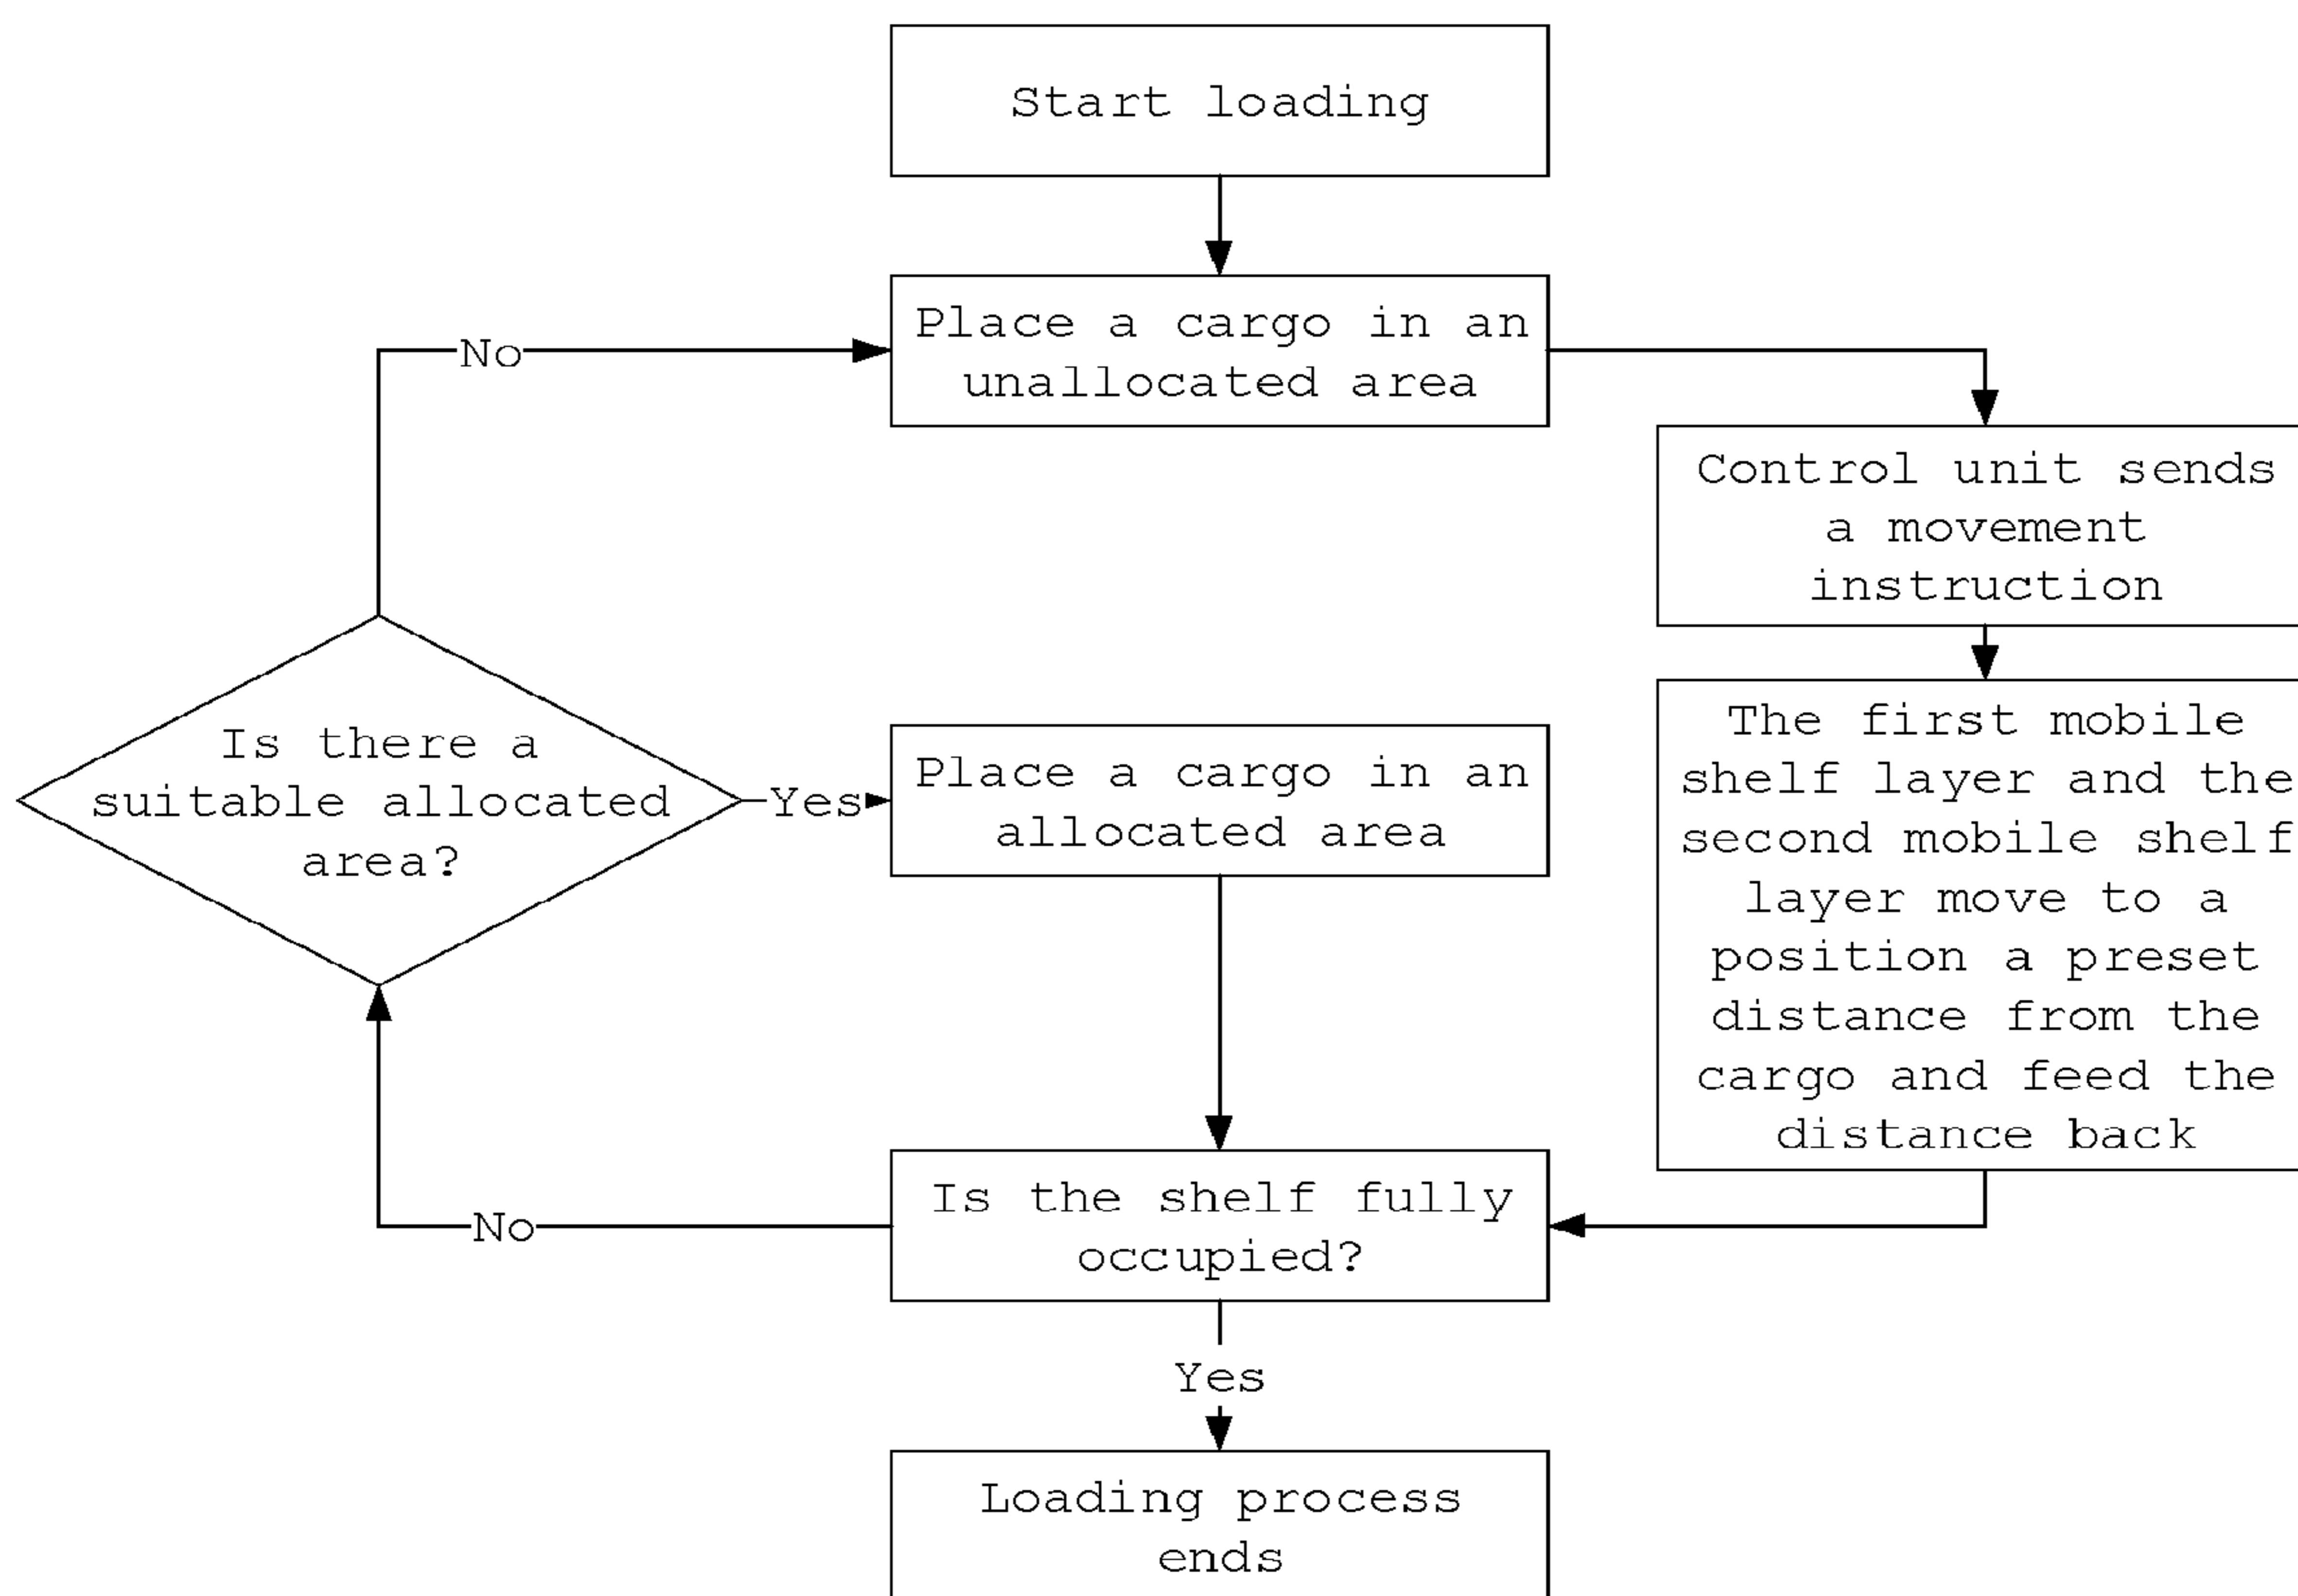 Start loading
Place a cargo in an
unallocated area
No
Control unit sends
a movement
instruction
The first mobile
shelf layer and the
second mobile shelf
layer move to a
position a preset
distance from the
cargo and feed the
distance back
Is there a
suitable allocated
area?
Yes
Place a cargo in an
allocated area
Is the shelf fully
occupied?
No
Yes
Loading process
ends